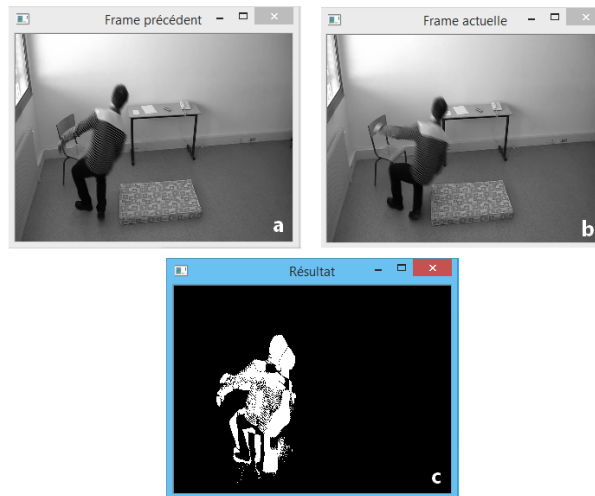 Frame précédent
Frame actuelle
a
b
Résultat
c